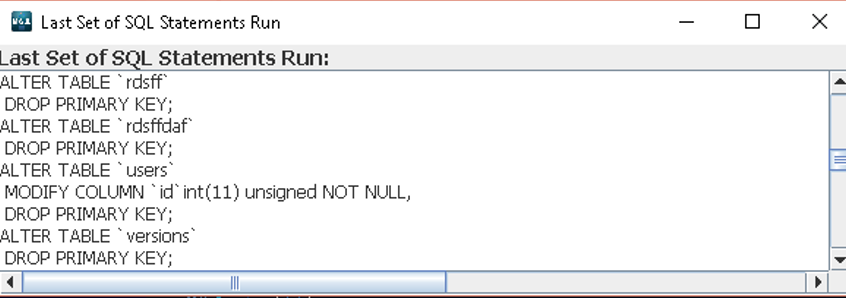 Last Set of SQL Statements Run
Last Set of SQL Statements Run:
ALTER TABLE `rdsff`
DROP PRIMARY KEY;
ALTER TABLE `rdsffdaf`
DROP PRIMARY KEY;
ALTER TABLE `users`
MODIFY COLUMN `id`int(11) unsigned NOT NULL,
DROP PRIMARY KEY;
ALTER TABLE `versions`
DROP PRIMARY KEY;